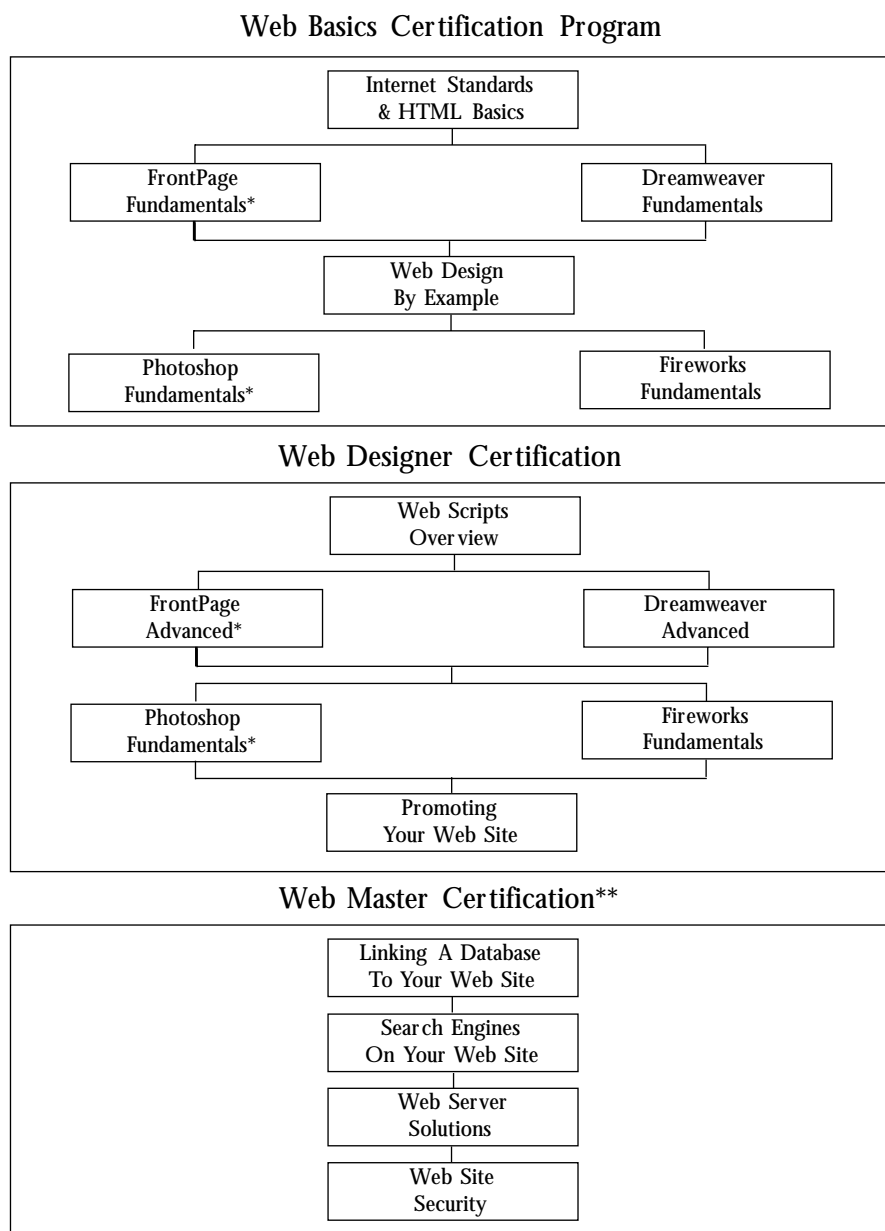 Web Basics Certification Program
Internet Standards
& HTML Basics
FrontPage
Fundamentals*
Dreamweaver
Fundamentals
Web Design
By Example
Photoshop
Fundamentals*
Fireworks
Fundamentals
Web Designer Certification
Web Scripts
Overview
FrontPage
Advanced*
Dreamweaver
Advanced
Photoshop
Fundamentals*
Fireworks
Fundamentals
Promoting
Your Web Site
Web Master Certification**
Linking A Database
To Your Web Site
Search Engines
On Your Web Site
Web Server
Solutions
Web Site
Security